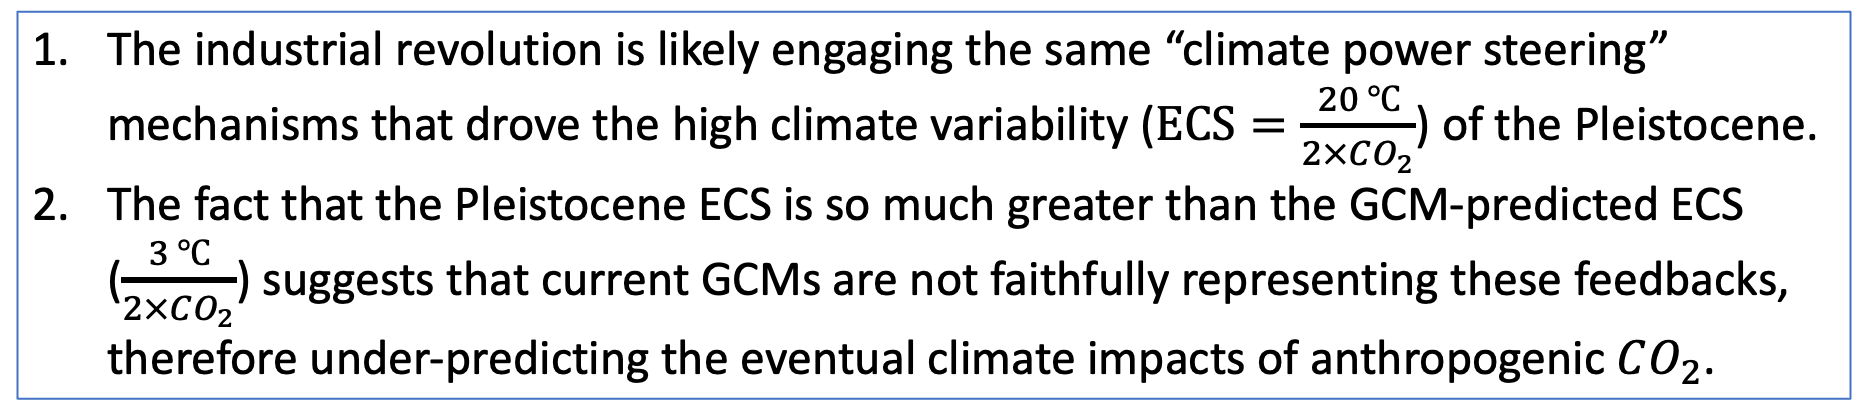 1. The industrial revolution is likely engaging the same “climate power steering”
mechanisms that drove the high climate variability (ECS = \frac{20 °C}{2×CO₂}) of the Pleistocene.
2. The fact that the Pleistocene ECS is so much greater than the GCM-predicted ECS
(\frac{3 °C}{2×CO₂}) suggests that current GCMs are not faithfully representing these feedbacks,
therefore under-predicting the eventual climate impacts of anthropogenic CO₂.